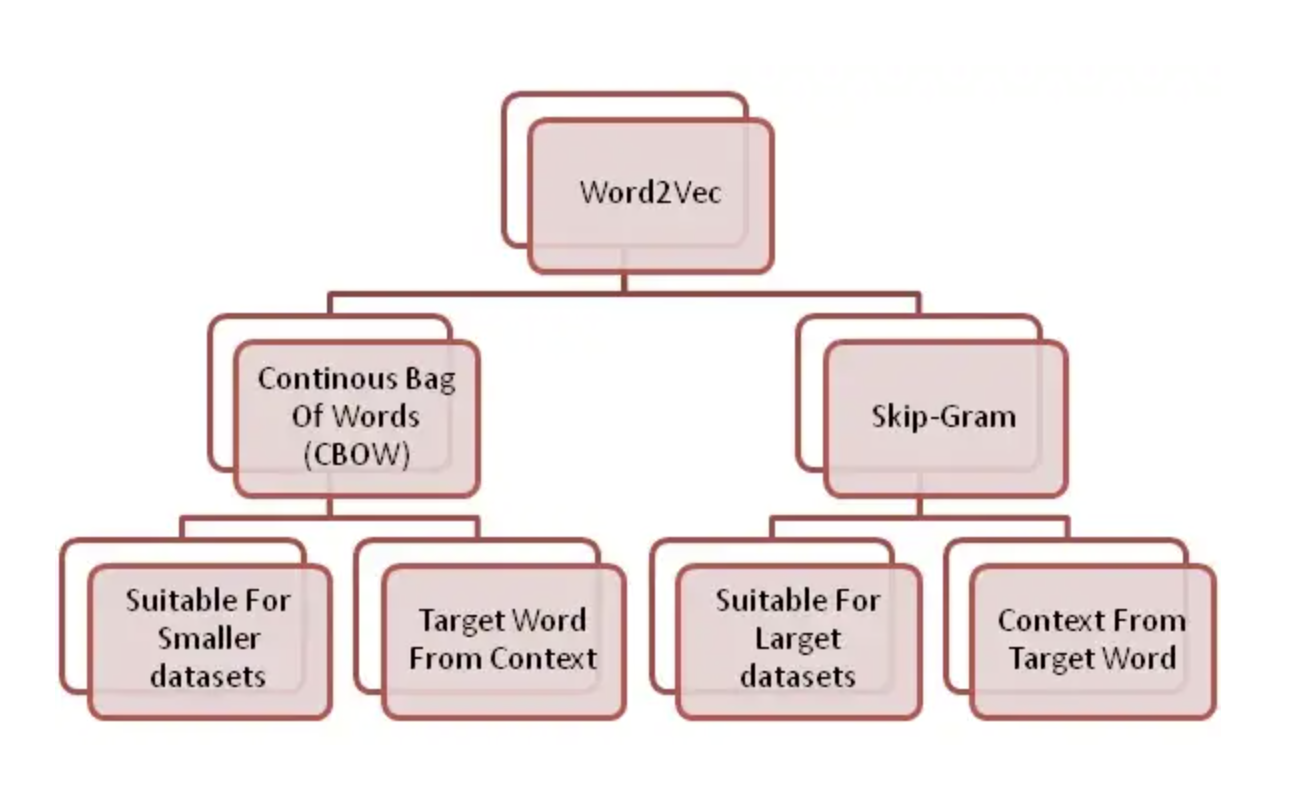 Word2Vec
Continous Bag
Of Words
(CBOW)
Skip-Gram
Suitable For
Smaller
datasets
Target Word
From Context
Suitable For
Larget
datasets
Context From
Target Word